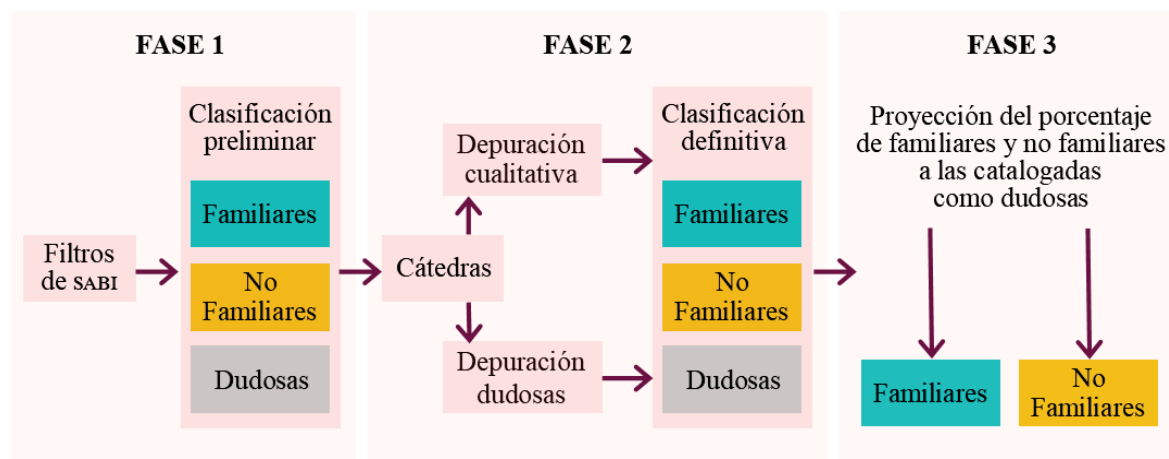 FASE 1
Filtros
de SABI
Clasificación
preliminar
Familiares
No
Familiares
Dudosas
FASE 2
Cátedras
Depuración
cualitativa
Depuración
dudosas
Clasificación
definitiva
Familiares
No
Familiares
Dudosas
FASE 3
Proyección del porcentaje
de familiares y no familiares
a las catalogadas
como dudosas
Familiares
No
Familiares